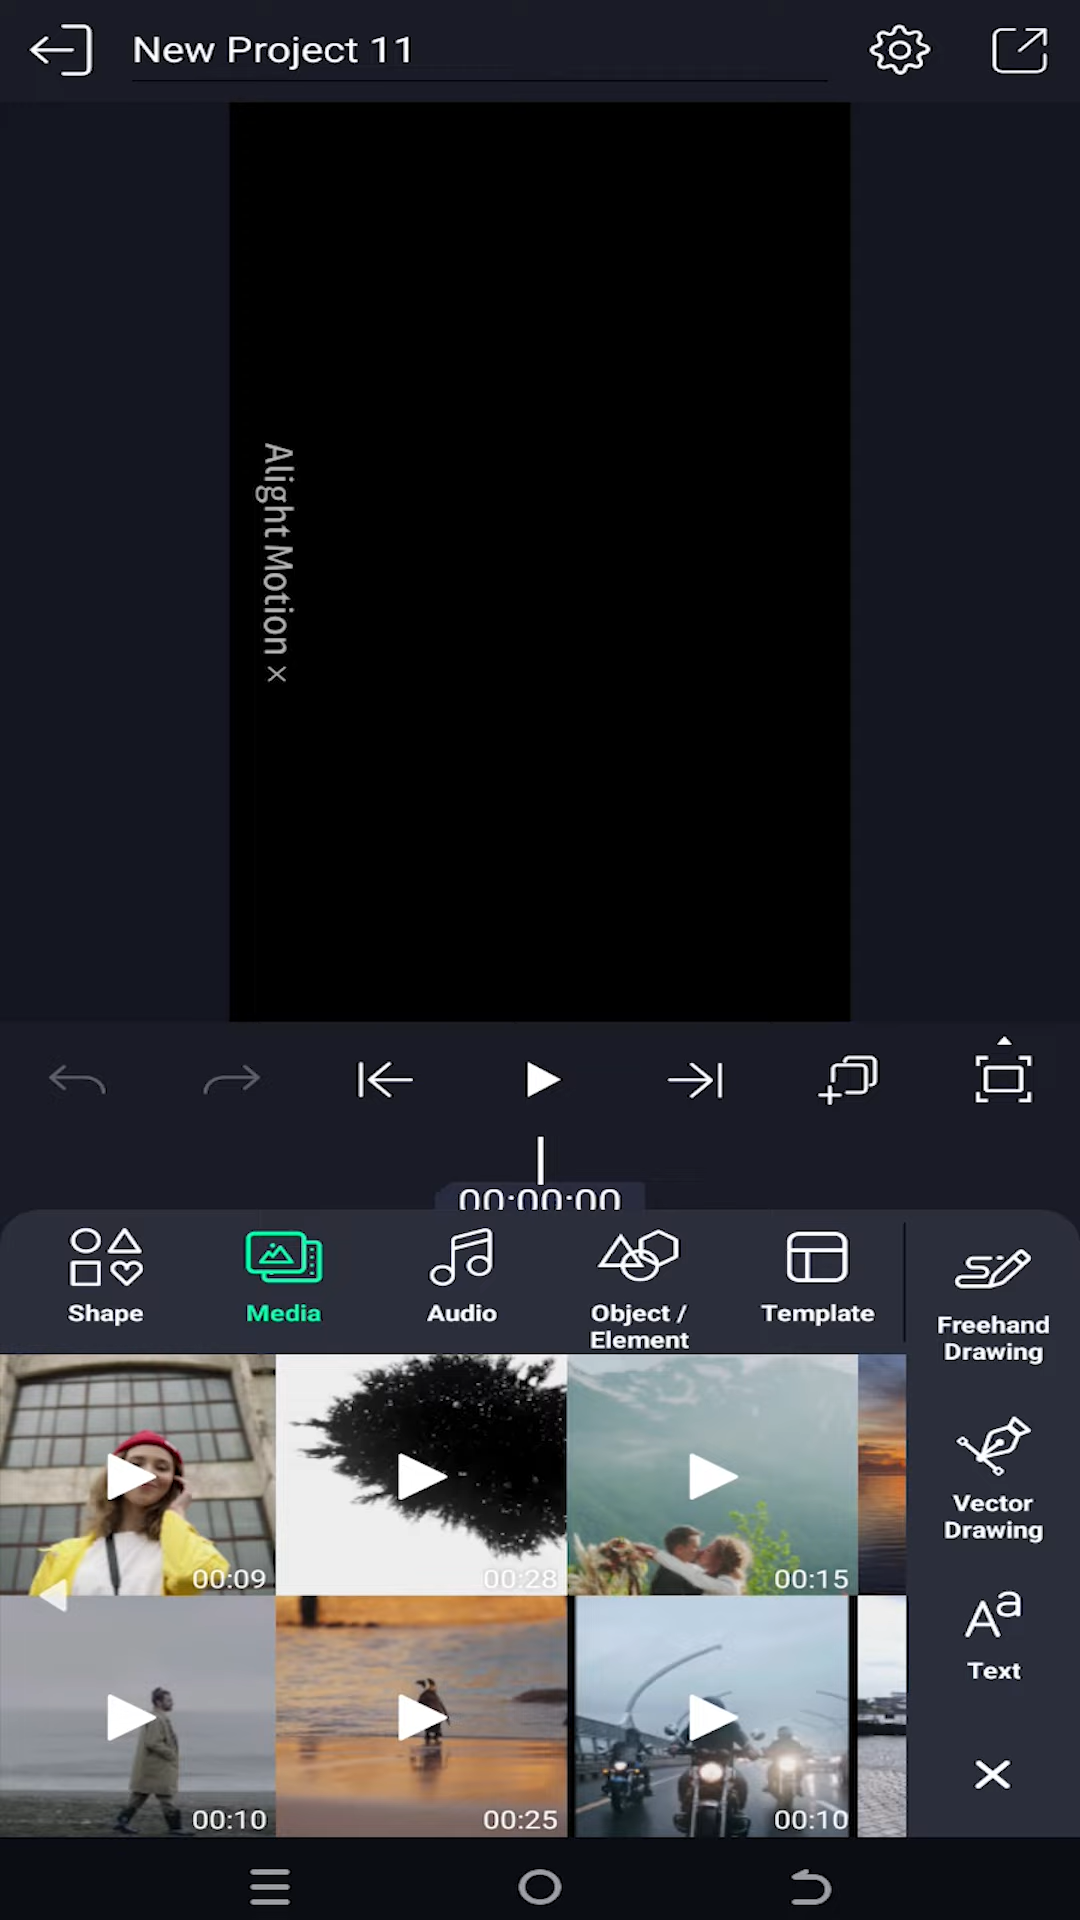 New Project 11
Alight Motion ×
00:00:00
Shape
Media
Audio
Object /
Element
Template
Freehand
Drawing
Vector
Drawing
Text
00:09
00:28
00:15
00:10
00:25
00:10